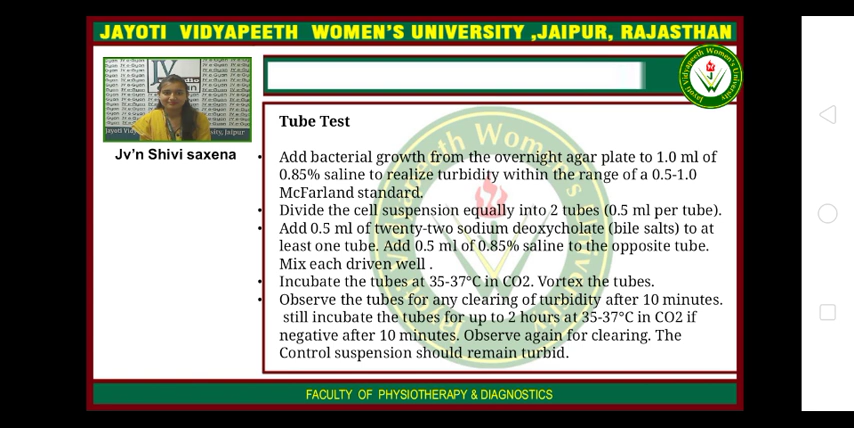 JAYOTI VIDYAPEETH WOMEN'S UNIVERSITY ,JAIPUR, RAJASTHAN
Jv'n Shivi saxena
Tube Test
• Add bacterial growth from the overnight agar plate to 1.0 ml of
0.85% saline to realize turbidity within the range of a 0.5-1.0
McFarland standard.
• Divide the cell suspension equally into 2 tubes (0.5 ml per tube).
• Add 0.5 ml of twenty-two sodium deoxycholate (bile salts) to at
least one tube. Add 0.5 ml of 0.85% saline to the opposite tube.
Mix each driven well .
• Incubate the tubes at 35-37°C in CO2. Vortex the tubes.
• Observe the tubes for any clearing of turbidity after 10 minutes.
still incubate the tubes for up to 2 hours at 35-37°C in CO2 if
negative after 10 minutes. Observe again for clearing. The
Control suspension should remain turbid.
FACULTY OF PHYSIOTHERAPY & DIAGNOSTICS